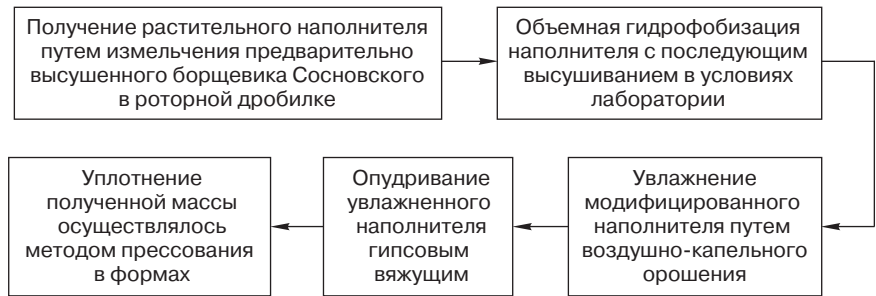 Получение растительного наполнителя
путем измельчения предварительно
высушенного борщевика Сосновского
в роторной дробилке
Объемная гидрофобизация
наполнителя с последующим
высушиванием в условиях
лаборатории
Увлажнение
модифицированного
наполнителя путем
воздушно-капельного
орошения
Опудривание
увлажненного
наполнителя
гипсовым
вяжущим
Уплотнение
полученной массы
осуществлялось
методом прессования
в формах